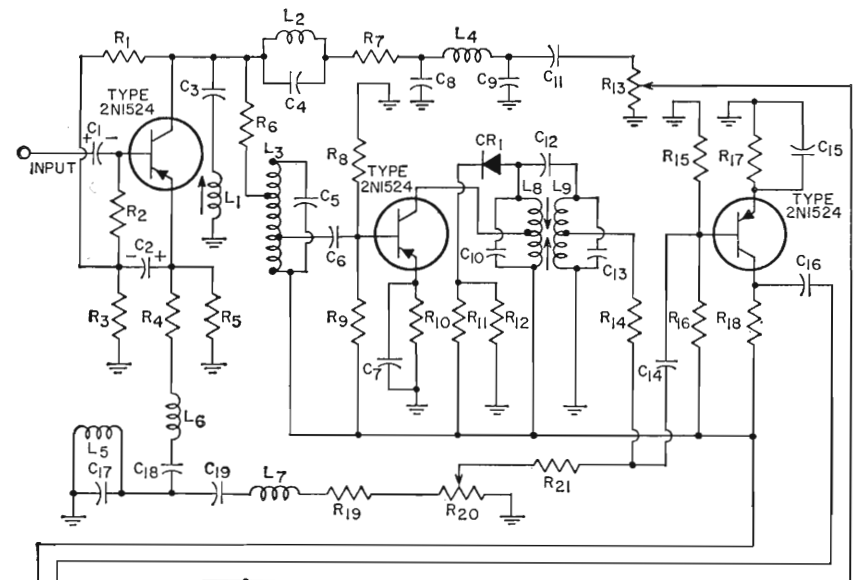 L2
R1
R7
L4
C3
C4
C8
C9
C11
R13
TYPE
2N1524
C1
+
−
INPUT
R6
L3
R8
CR1
C12
R15
R17
C15
L1
R2
C5
TYPE
2N1524
L8
L9
TYPE
2N1524
C2
−
+
C6
C10
C13
C16
R3
R4
R5
R9
R10
R11
R12
R14
R16
R18
C7
C14
L6
L5
C17
C18
C19
L7
R19
R20
R21